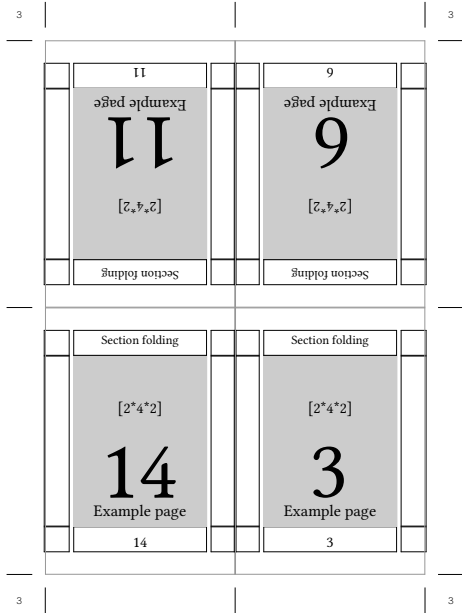 3
3
Section folding
[2*4*2]
11
Example page
11
Section folding
[2*4*2]
6
Example page
6
Section folding
[2*4*2]
14
Example page
14
Section folding
[2*4*2]
3
Example page
3
3
3